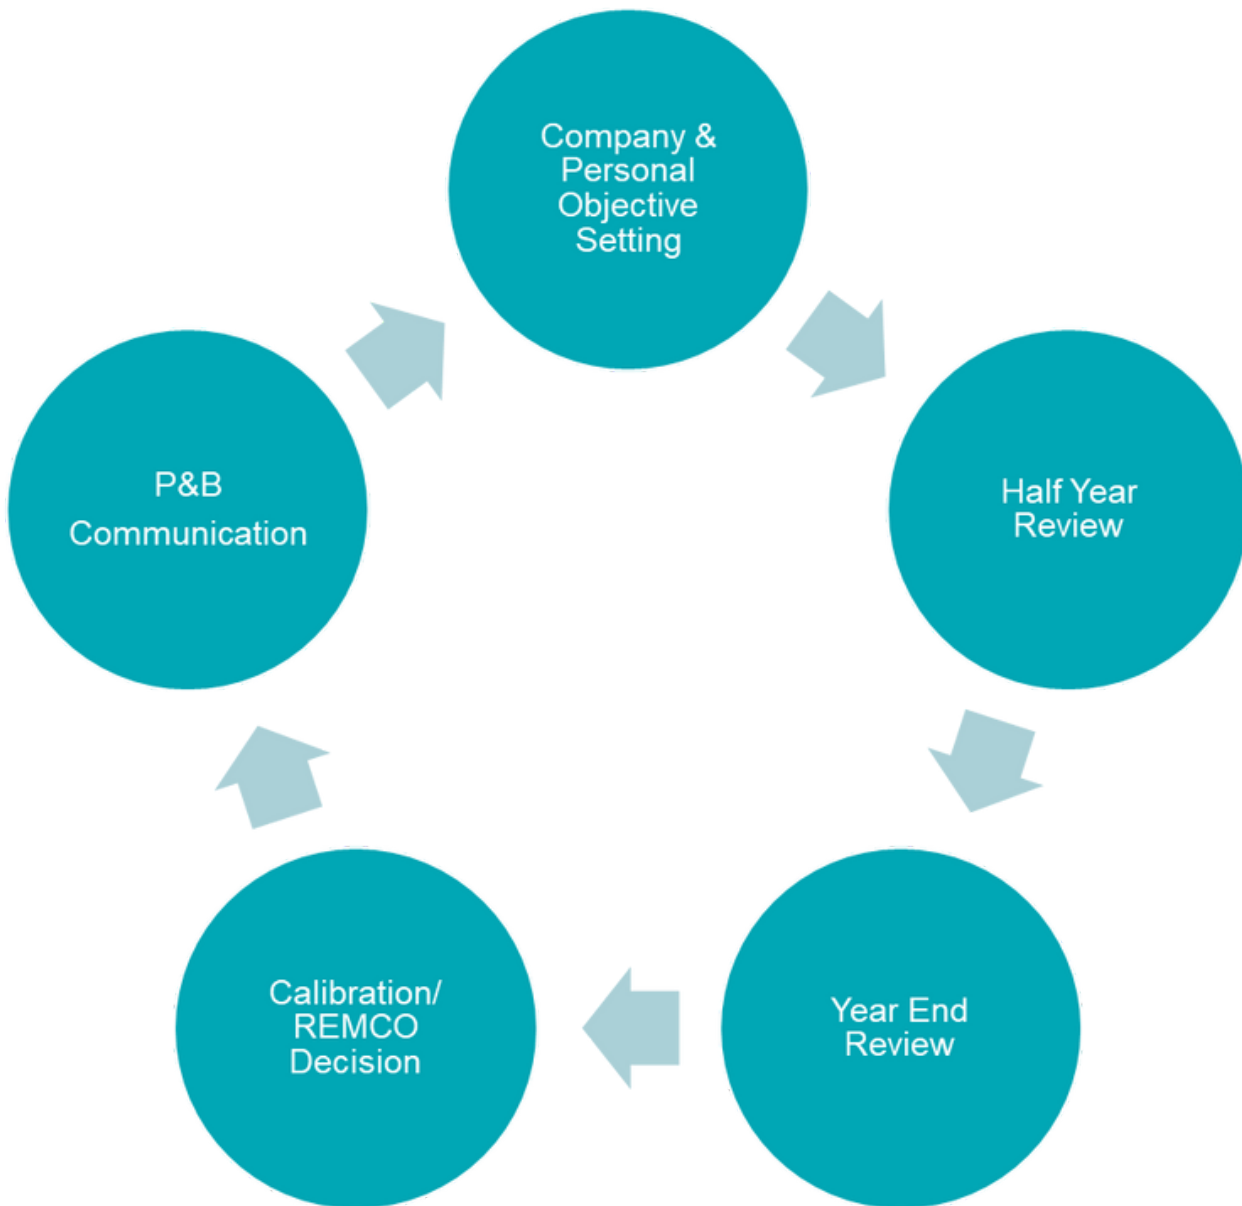 Company &
Personal
Objective
Setting
Half Year
Review
Year End
Review
Calibration/
REMCO
Decision
P&B
Communication